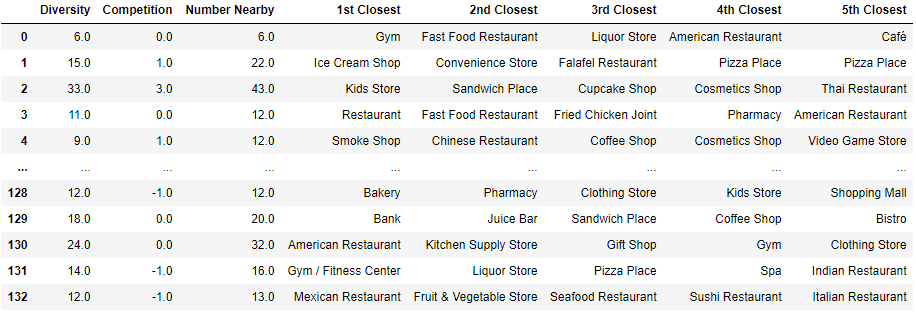 Diversity Competition Number Nearby 1st Closest 2nd Closest 3rd Closest 4th Closest 5th Closest
0 6.0 0.0 6.0 Gym Fast Food Restaurant Liquor Store American Restaurant Café
1 15.0 1.0 22.0 Ice Cream Shop Convenience Store Falafel Restaurant Pizza Place Pizza Place
2 33.0 3.0 43.0 Kids Store Sandwich Place Cupcake Shop Cosmetics Shop Thai Restaurant
3 11.0 0.0 12.0 Restaurant Fast Food Restaurant Fried Chicken Joint Pharmacy American Restaurant
4 9.0 1.0 12.0 Smoke Shop Chinese Restaurant Coffee Shop Cosmetics Shop Video Game Store
... ... ... ... ... ... ... ... ...
128 12.0 -1.0 12.0 Bakery Pharmacy Clothing Store Kids Store Shopping Mall
129 18.0 0.0 20.0 Bank Juice Bar Sandwich Place Coffee Shop Bistro
130 24.0 0.0 32.0 American Restaurant Kitchen Supply Store Gift Shop Gym Clothing Store
131 14.0 -1.0 16.0 Gym / Fitness Center Liquor Store Pizza Place Spa Indian Restaurant
132 12.0 -1.0 13.0 Mexican Restaurant Fruit & Vegetable Store Seafood Restaurant Sushi Restaurant Italian Restaurant